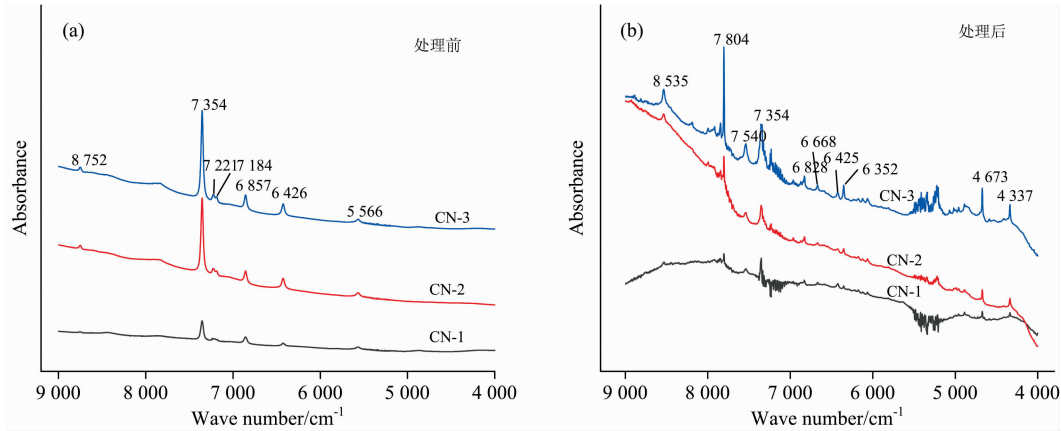 (a)
处理前
7 354
8 752
7 221
7 184
6 857
6 426
5 566
CN-3
CN-2
CN-1
Absorbance
9 000
8 000
7 000
6 000
5 000
4 000
Wave number/cm-1
(b)
处理后
7 804
8 535
7 354
7 540
6 668
6 828
6 425
6 352
4 673
4 337
CN-3
CN-2
CN-1
Absorbance
9 000
8 000
7 000
6 000
5 000
4 000
Wave number/cm-1